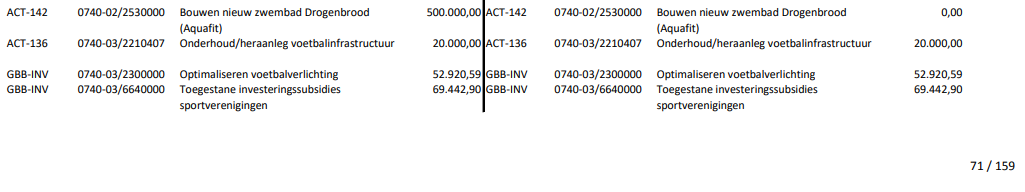 ACT-142 0740-02/2530000 Bouwen nieuw zwembad Drogenbrood 500.000,00 ACT-142 0740-02/2530000 Bouwen nieuw zwembad Drogenbrood 0,00
(Aquafit) (Aquafit)
ACT-136 0740-03/2210407 Onderhoud/heraanleg voetbalinfrastructuur 20.000,00 ACT-136 0740-03/2210407 Onderhoud/heraanleg voetbalinfrastructuur 20.000,00
GBB-INV 0740-03/2300000 Optimaliseren voetbalverlichting 52.920,59 GBB-INV 0740-03/2300000 Optimaliseren voetbalverlichting 52.920,59
GBB-INV 0740-03/6640000 Toegestane investeringssubsidies 69.442,90 GBB-INV 0740-03/6640000 Toegestane investeringssubsidies 69.442,90
sportverenigingen sportverenigingen
71 / 159